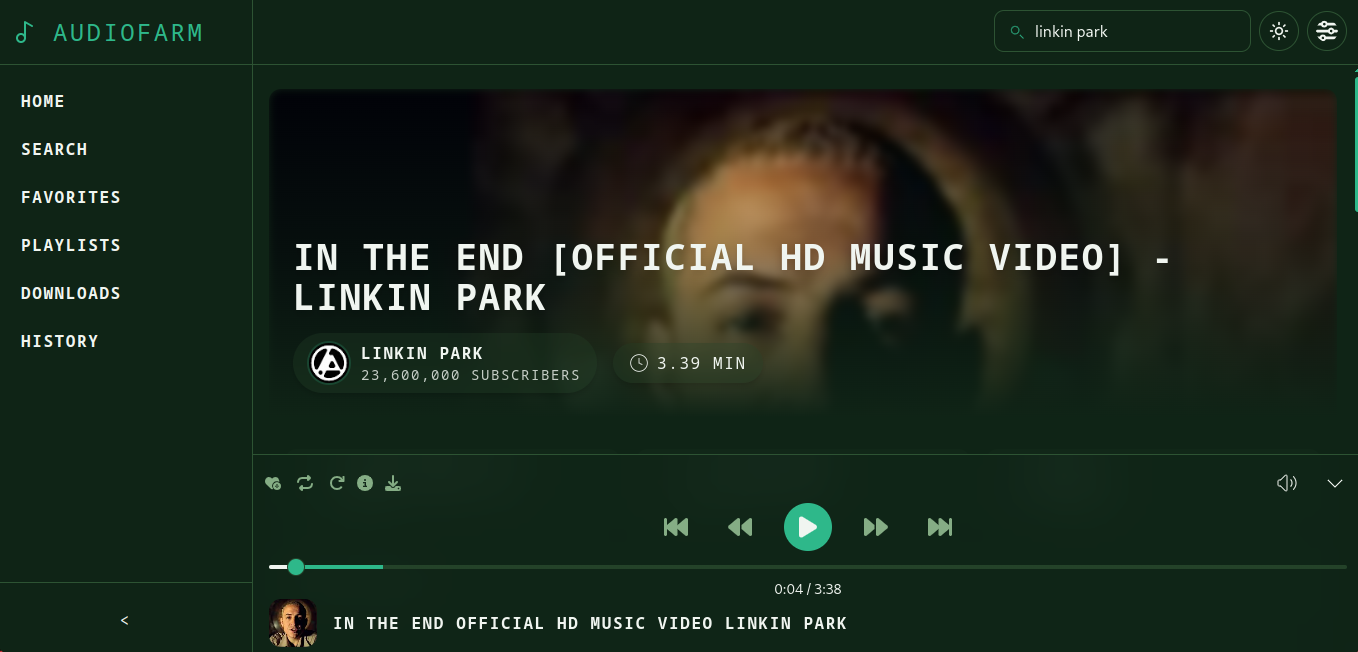 AUDIOFARM
linkin park
HOME
SEARCH
FAVORITES
PLAYLISTS
DOWNLOADS
HISTORY
<
IN THE END [OFFICIAL HD MUSIC VIDEO] -
LINKIN PARK
LINKIN PARK
23,600,000 SUBSCRIBERS
3.39 MIN
0:04 / 3:38
IN THE END OFFICIAL HD MUSIC VIDEO LINKIN PARK